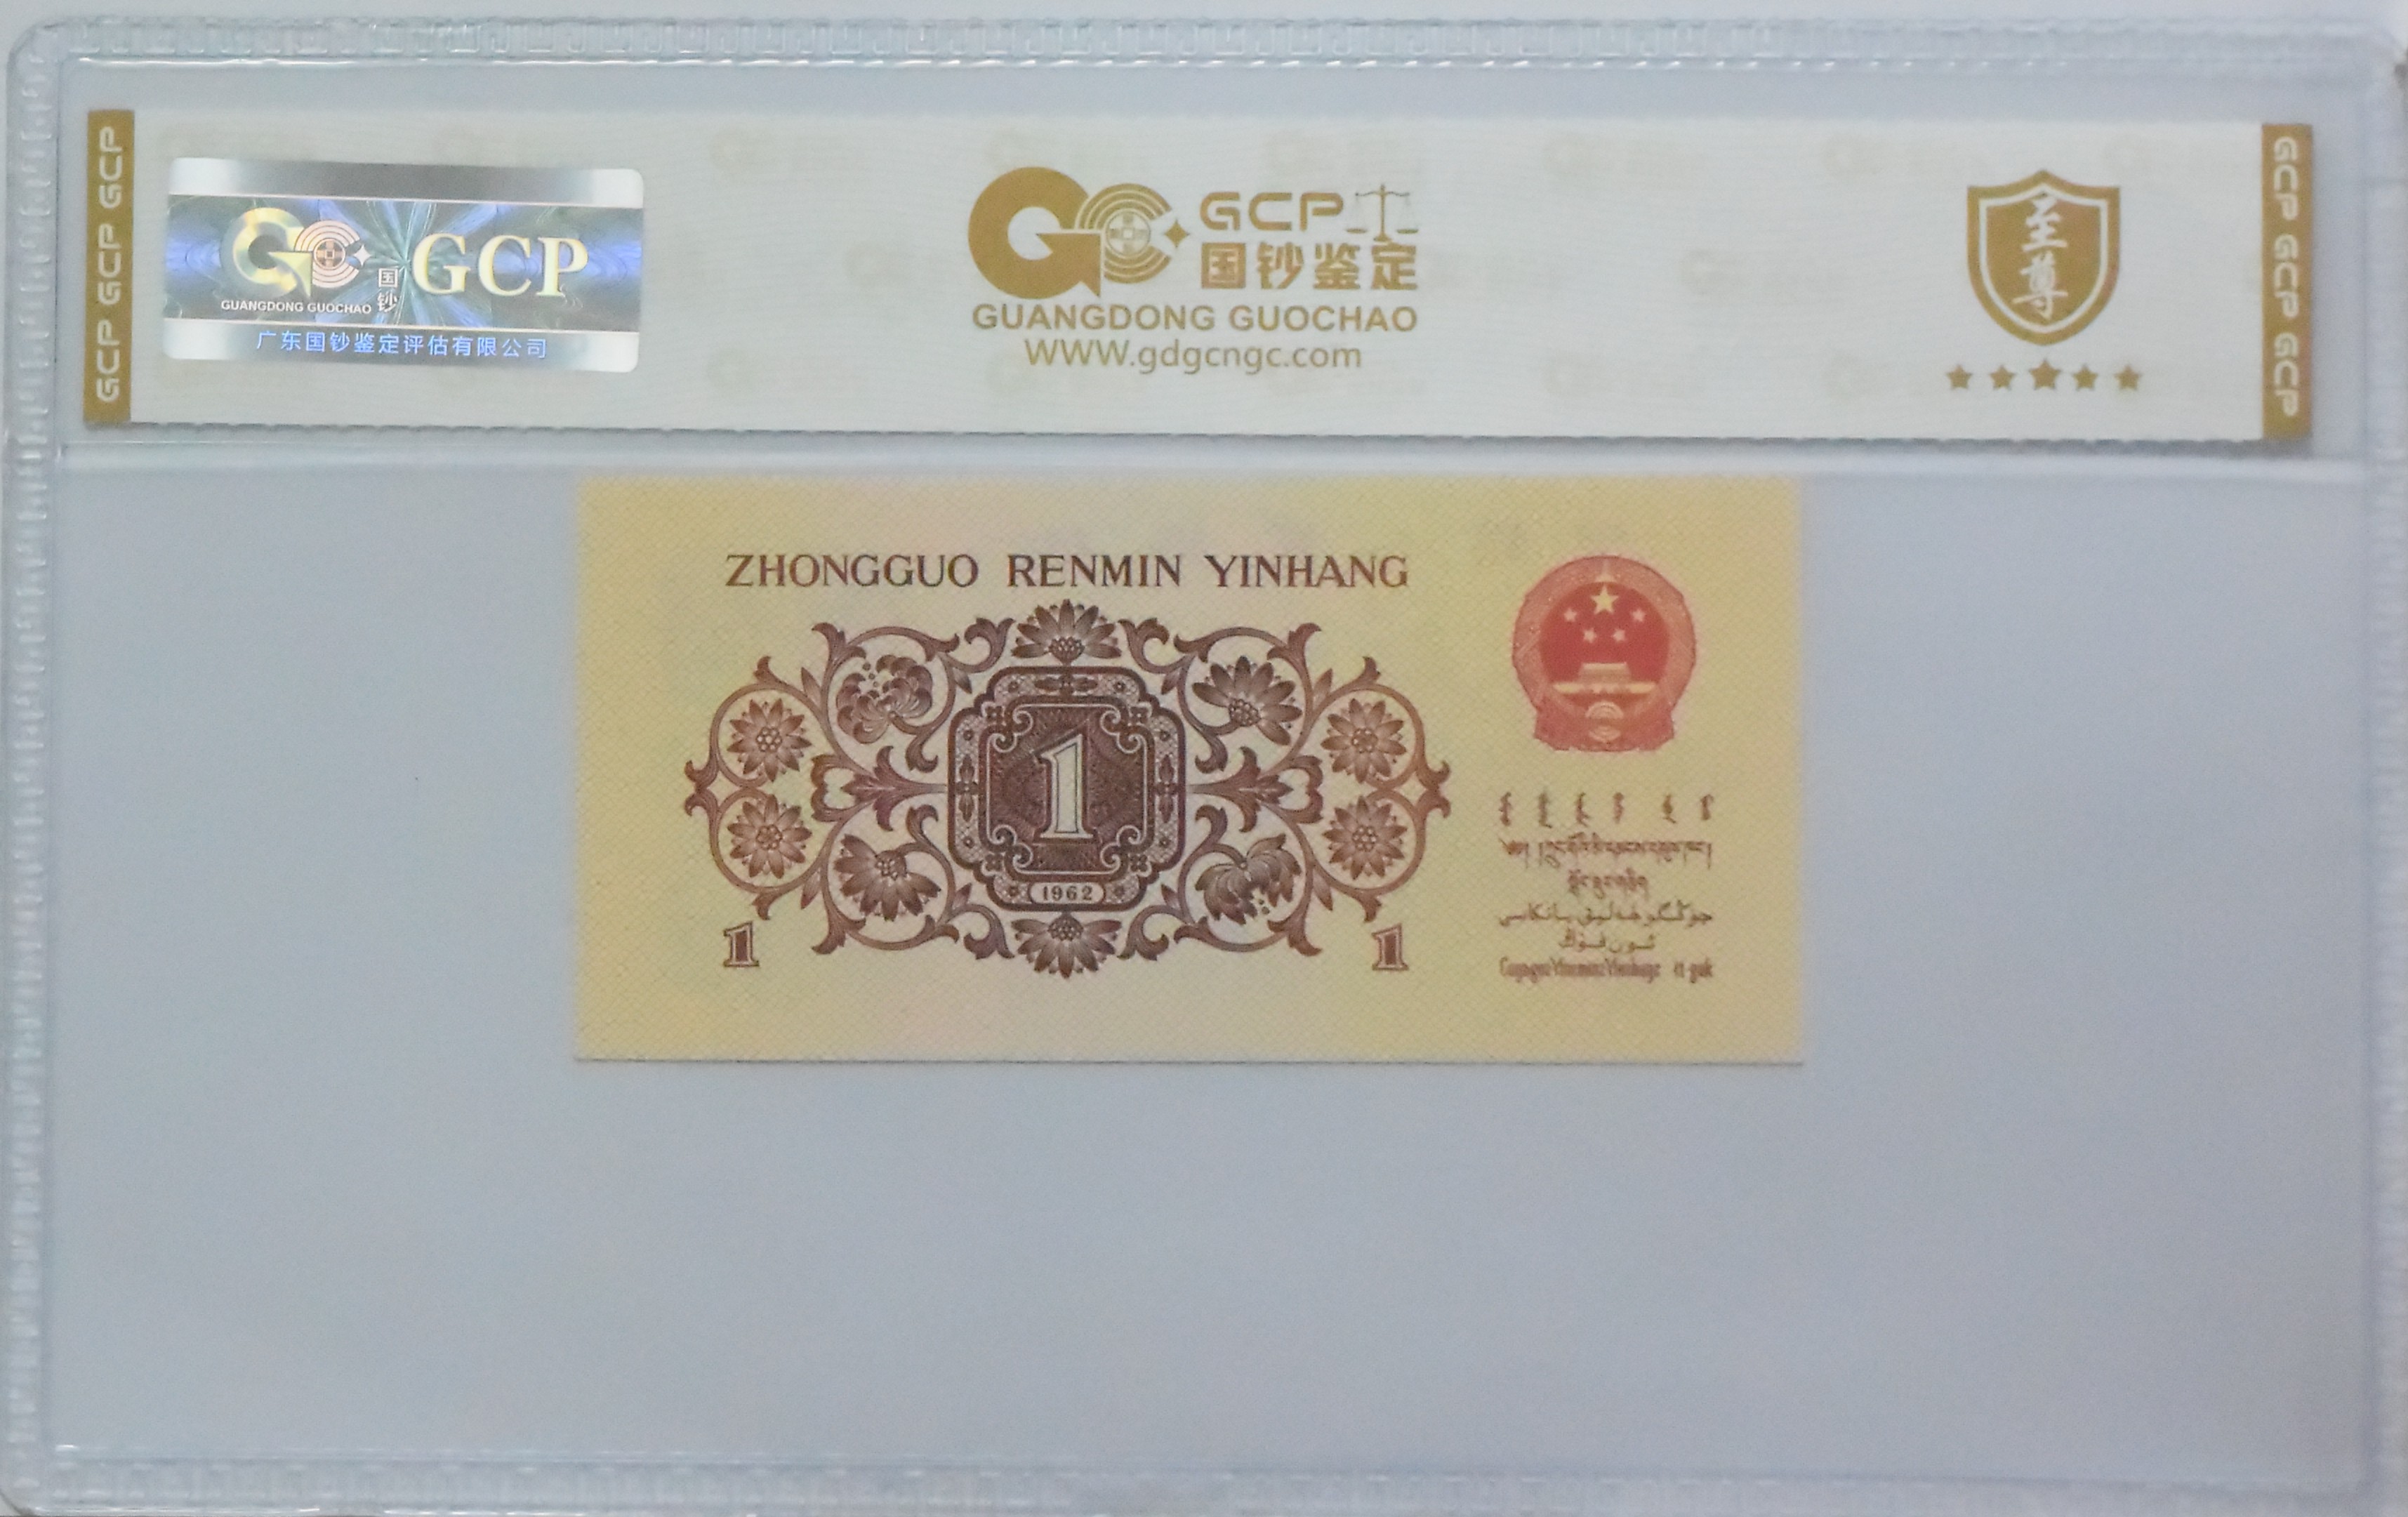 GCP GCP GCP
GUANGDONG GUOCHAO
国钞
GCP
广东国钞鉴定评估有限公司
GCP
国钞鉴定
GUANGDONG GUOCHAO
WWW.gdgcngc.com
至尊
GCP GCP GCP
ZHONGGUO RENMIN YINHANG
1
1962
1
1